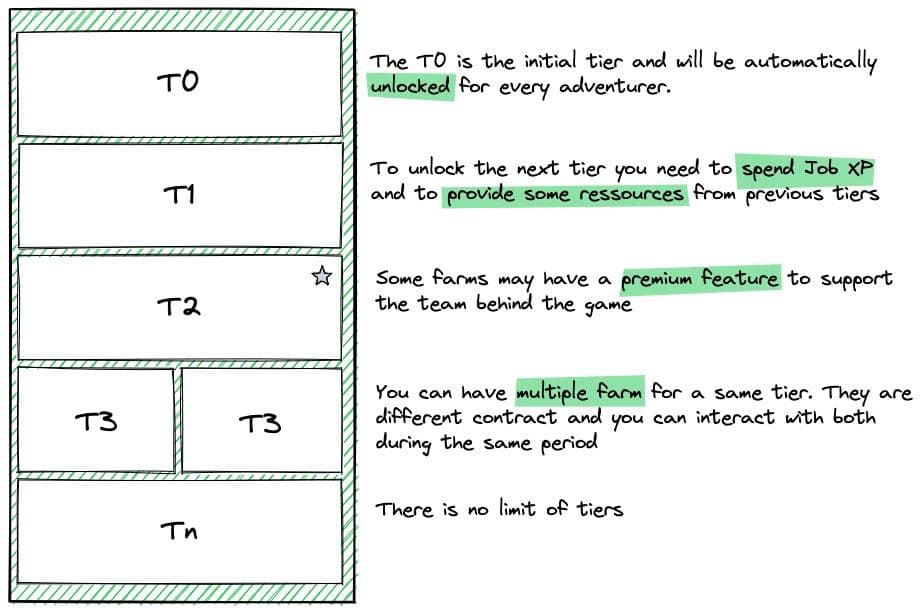 T0
The T0 is the initial tier and will be automatically
unlocked for every adventurer.
T1
To unlock the next tier you need to spend Job XP
and to provide some ressources from previous tiers
T2
Some farms may have a premium feature to support
the team behind the game
T3
T3
You can have multiple farm for a same tier. They are
different contract and you can interact with both
during the same period
Tn
There is no limit of tiers